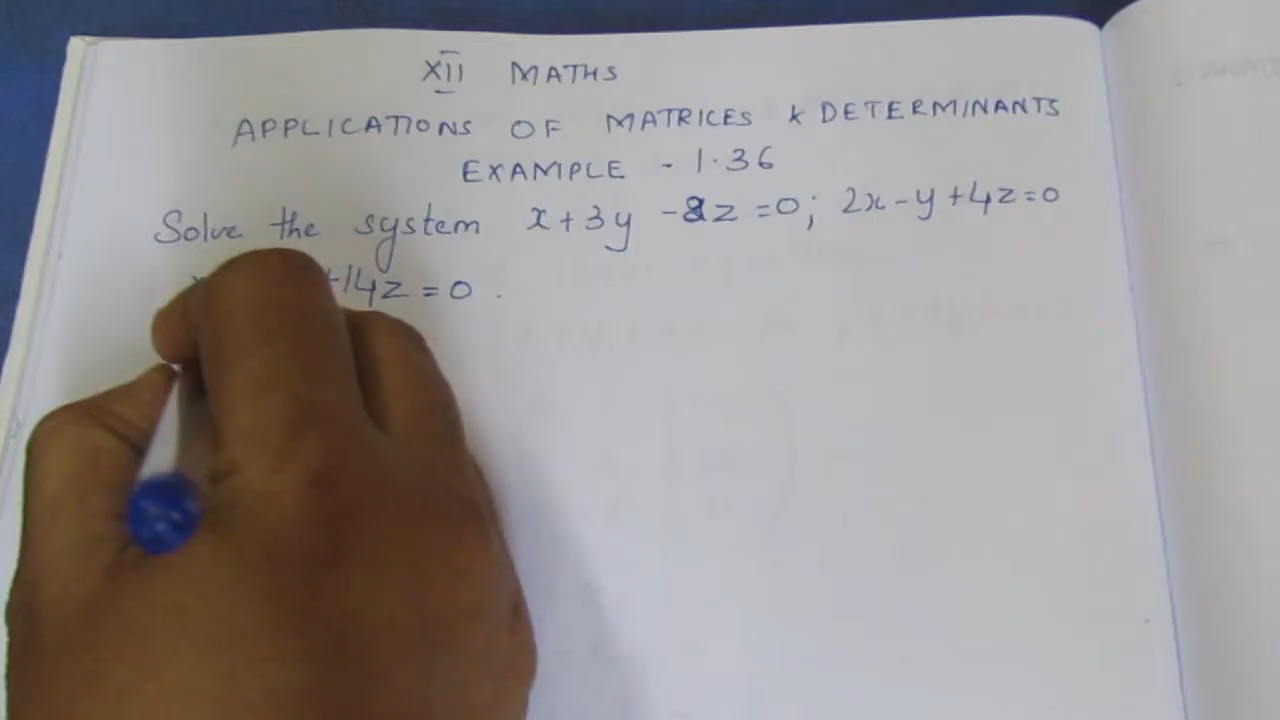 XII MATHS
APPLICATIONS OF MATRICES & DETERMINANTS
EXAMPLE - 1.36
Solve the system x + 3y - 2z = 0; 2x - y + 4z = 0
+14z = 0.